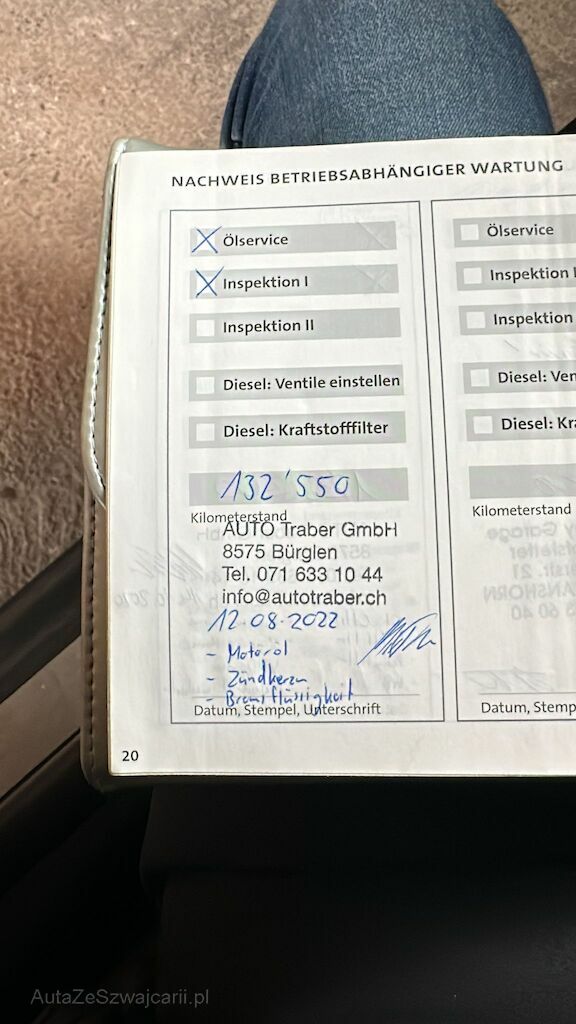 NACHWEIS BETRIEBSABHÄNGIGER WARTUNG
Ölservice
Inspektion I
Inspektion II
Diesel: Ventile einstellen
Diesel: Kraftstofffilter
132'550
Kilometerstand
AUTO Traber GmbH
8575 Bürglen
Tel. 071 633 10 44
info@autotraber.ch
12.08.2022
- Motoröl
- Zündkerzen
- Bremsflüssigkeit
Datum, Stempel, Unterschrift
20
Ölservice
Inspektion
Inspektion
Diesel: Ven
Diesel: Kra
Kilometerstand
Datum, Stemp
AutaZeSzwajcarii.pl